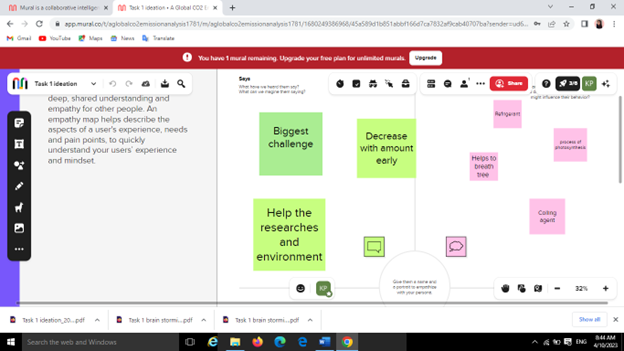 Mural is a collaborative intelligenc
Task 1 ideation • A Global CO2 E
app.mural.co/t/aglobalco2emissionanalysis1781/m/aglobalco2emissionanalysis1781/1680249386968/
Gmail
YouTube
Maps
News
Translate
You have 1 mural remaining. Upgrade your free plan for unlimited murals.
Upgrade
Task 1 ideation
Share
3/8
KP
deep, shared understanding and
empathy for other people. An
empathy map helps describe the
aspects of a user's experience, needs
and pain points, to quickly
understand your users' experience
and mindset.
Says
What have we heard them say?
What can we imagine them saying?
might influence their behavior?
Biggest
challenge
Decrease
with amount
early
Help the
researches
and
environment
Refrigerant
process of
photosynthesis
Helps to
breath
tree
Colling
agent
Give them a name and
a portrait to empathize
with your persona.
KP
32%
Task 1 ideation_20....pdf
Task 1 brain stormi....pdf
Task 1 brain stormi....pdf
Show all
Search the web and Windows
ENG
8:44 AM
4/10/2023